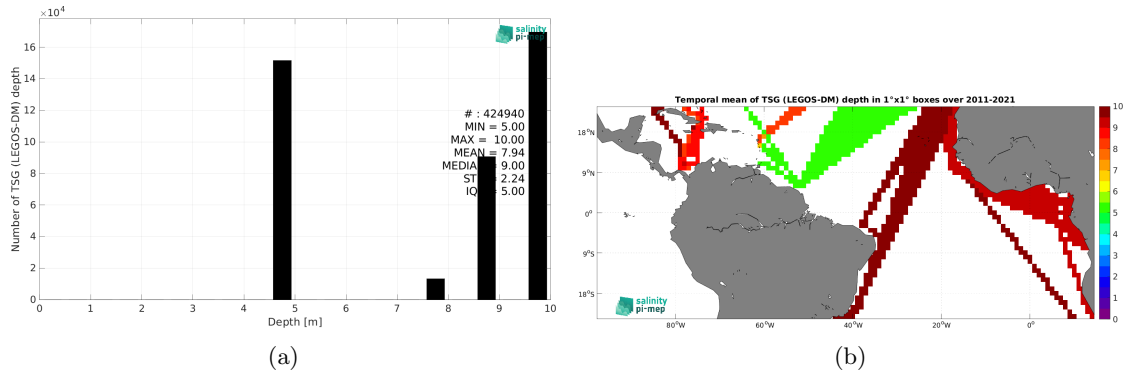 ×10⁴
salinity
pi-mep
16
14
12
10
8
6
4
2
0
Number of TSG (LEGOS-DM) depth
# : 424940
MIN = 5.00
MAX = 10.00
MEAN = 7.94
MEDIA = 9.00
ST = 2.24
IQ = 5.00
0 1 2 3 4 5 6 7 8 9 10
Depth [m]
(a)
Temporal mean of TSG (LEGOS-DM) depth in 1°x1° boxes over 2011-2021
18°N
9°N
0°
9°S
18°S
80°W 60°W 40°W 20°W 0°
salinity
pi-mep
10
9
8
7
6
5
4
3
2
1
0
(b)